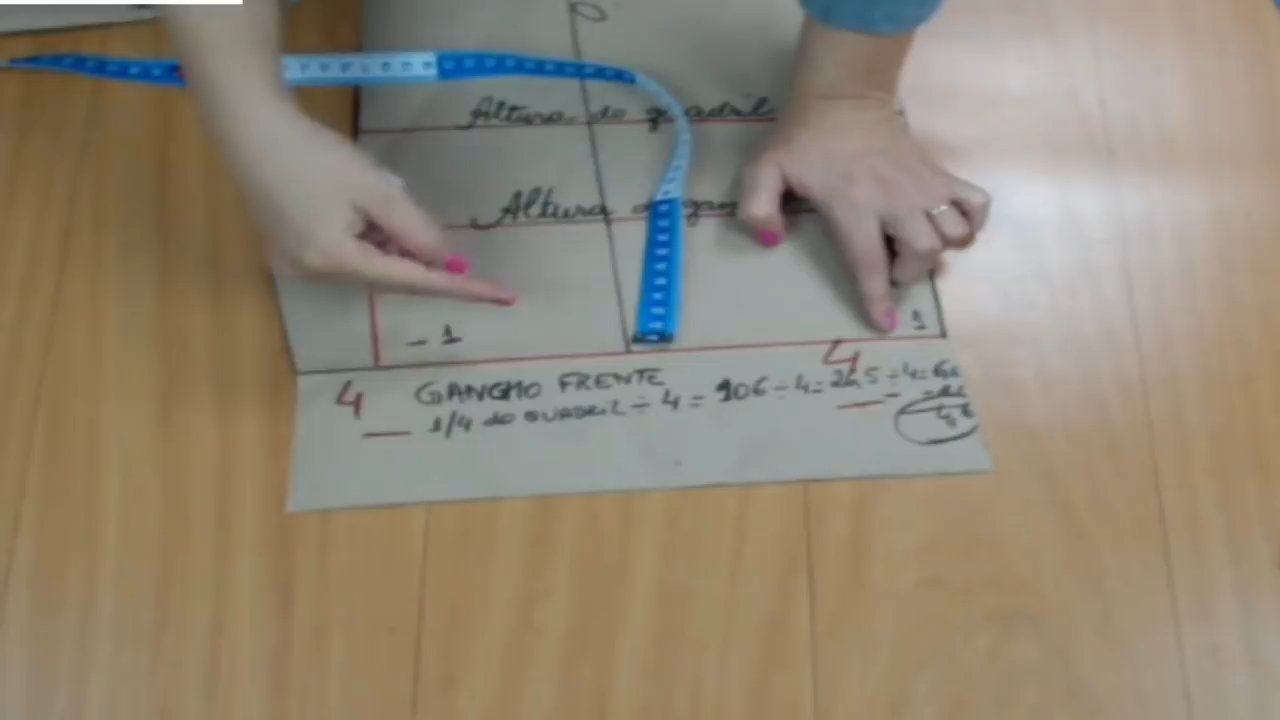 Altura do quadril
Altura
- 1
1
4
4
GANCHO FRENTE
1/4 do QUADRIL ÷ 4 = 106 ÷ 4 = 26,5 ÷ 4 =